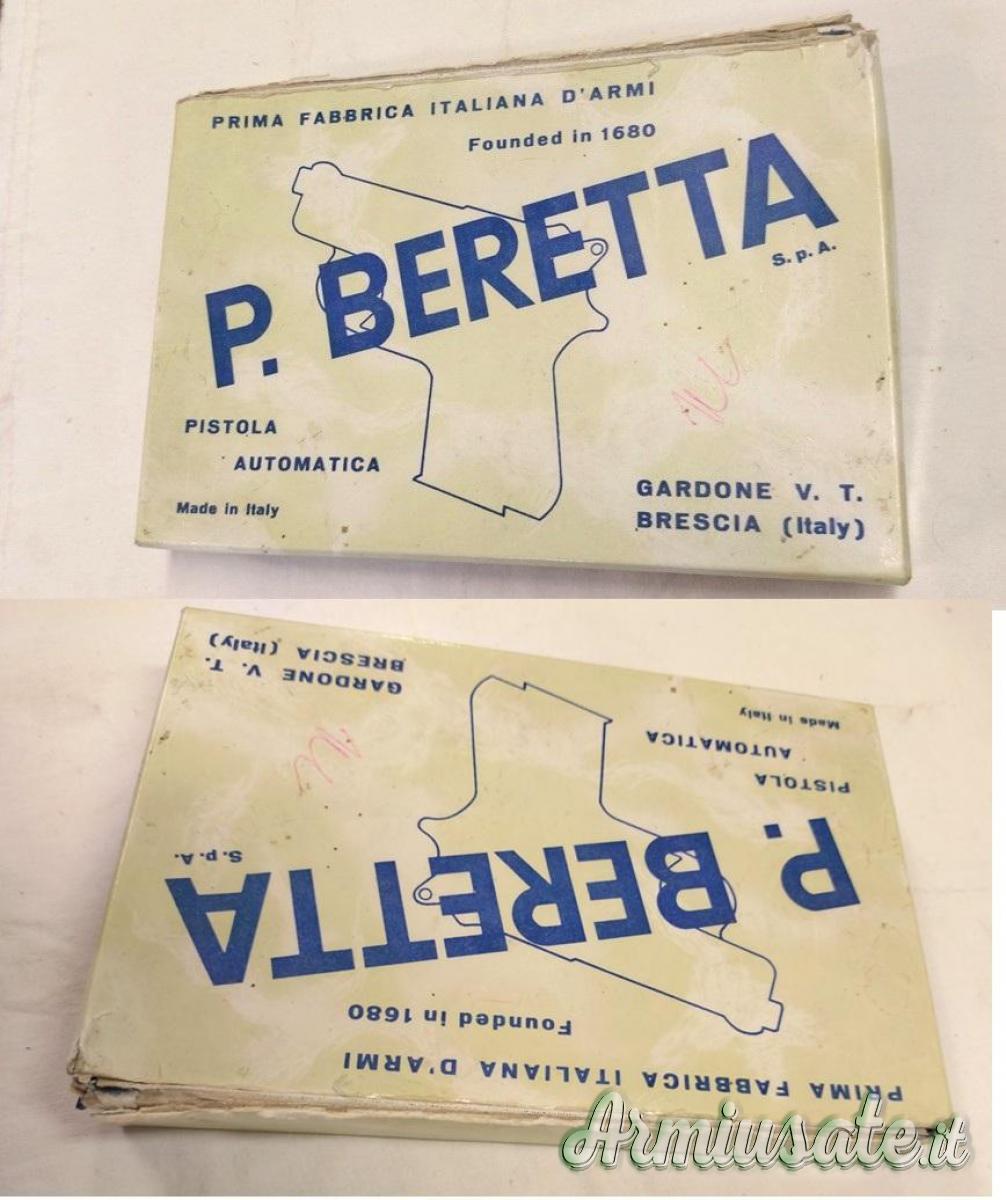 PRIMA FABBRICA ITALIANA D'ARMI
Founded in 1680
P. BERETTA
S. p. A.
PISTOLA
AUTOMATICA
Made in Italy
GARDONE V. T.
BRESCIA (Italy)
PRIMA FABBRICA ITALIANA D'ARMI
Founded in 1680
P. BERETTA
S. p. A.
PISTOLA
AUTOMATICA
Made in Italy
GARDONE V. T.
BRESCIA (Italy)
Armiusate.it